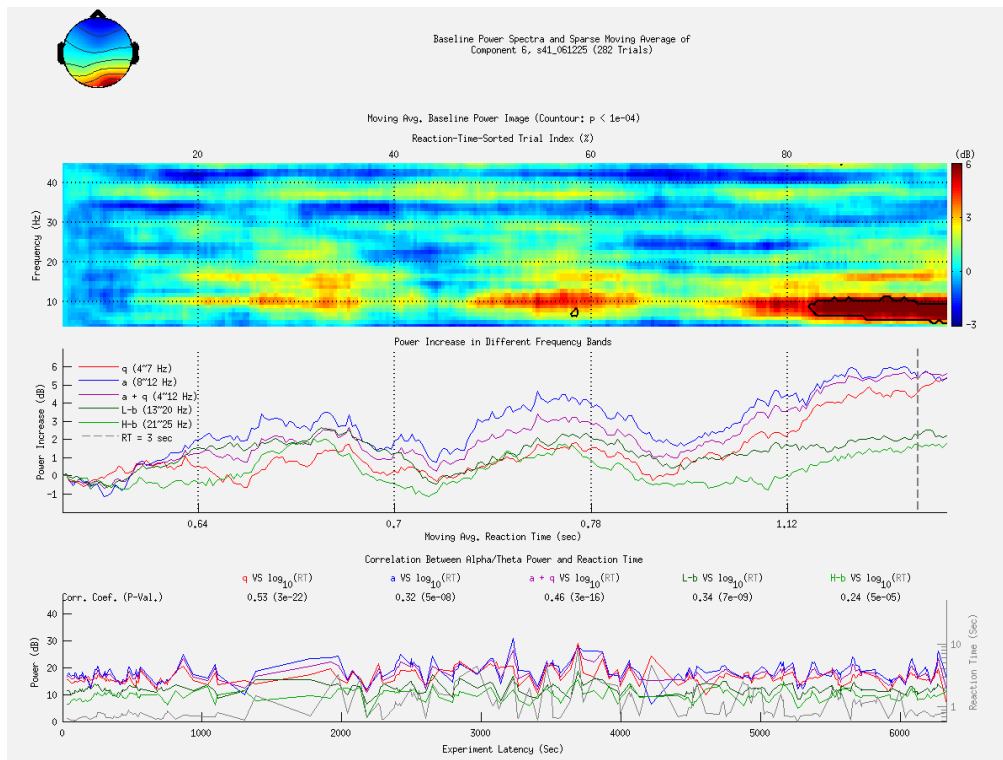 Baseline Power Spectra and Sparse Moving Average of
Component 6, s41_061225 (282 Trials)
Moving Avg. Baseline Power Image (Countour: p < 1e-04)
Reaction-Time-Sorted Trial Index (%)
20 40 60 80
(dB)
6
3
0
-3
Frequency (Hz)
40
30
20
10
Power Increase in Different Frequency Bands
Power Increase (dB)
6
5
4
3
2
1
0
-1
q (4~7 Hz)
a (8~12 Hz)
a + q (4~12 Hz)
L-b (13~20 Hz)
H-b (21~25 Hz)
RT = 3 sec
0.64 0.7 0.78 1.12
Moving Avg. Reaction Time (sec)
Correlation Between Alpha/Theta Power and Reaction Time
q VS log10(RT) a VS log10(RT) a + q VS log10(RT) L-b VS log10(RT) H-b VS log10(RT)
Corr. Coef. (P-Val.) 0.53 (3e-22) 0.32 (5e-08) 0.46 (3e-16) 0.34 (7e-09) 0.24 (5e-05)
Power (dB)
40
30
20
10
0
10
1
Reaction Time (Sec)
0 1000 2000 3000 4000 5000 6000
Experiment Latency (Sec)